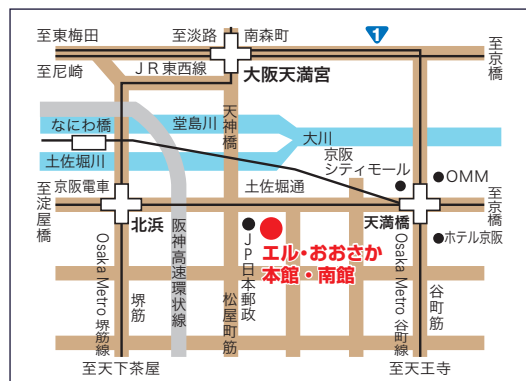 至東梅田
至淡路
南森町
1
至尼崎
JR東西線
大阪天満宮
至京橋
なにわ橋
堂島川
天神橋
大川
土佐堀川
京阪
シティモール
OMM
至淀屋橋
京阪電車
土佐堀通
天満橋
至京橋
北浜
阪神高速環状線
JP日本郵政
エル・おおさか
本館・南館
ホテル京阪
Osaka Metro 堺筋線
堺筋
松屋町筋
Osaka Metro 谷町線
谷町筋
至天下茶屋
至天王寺